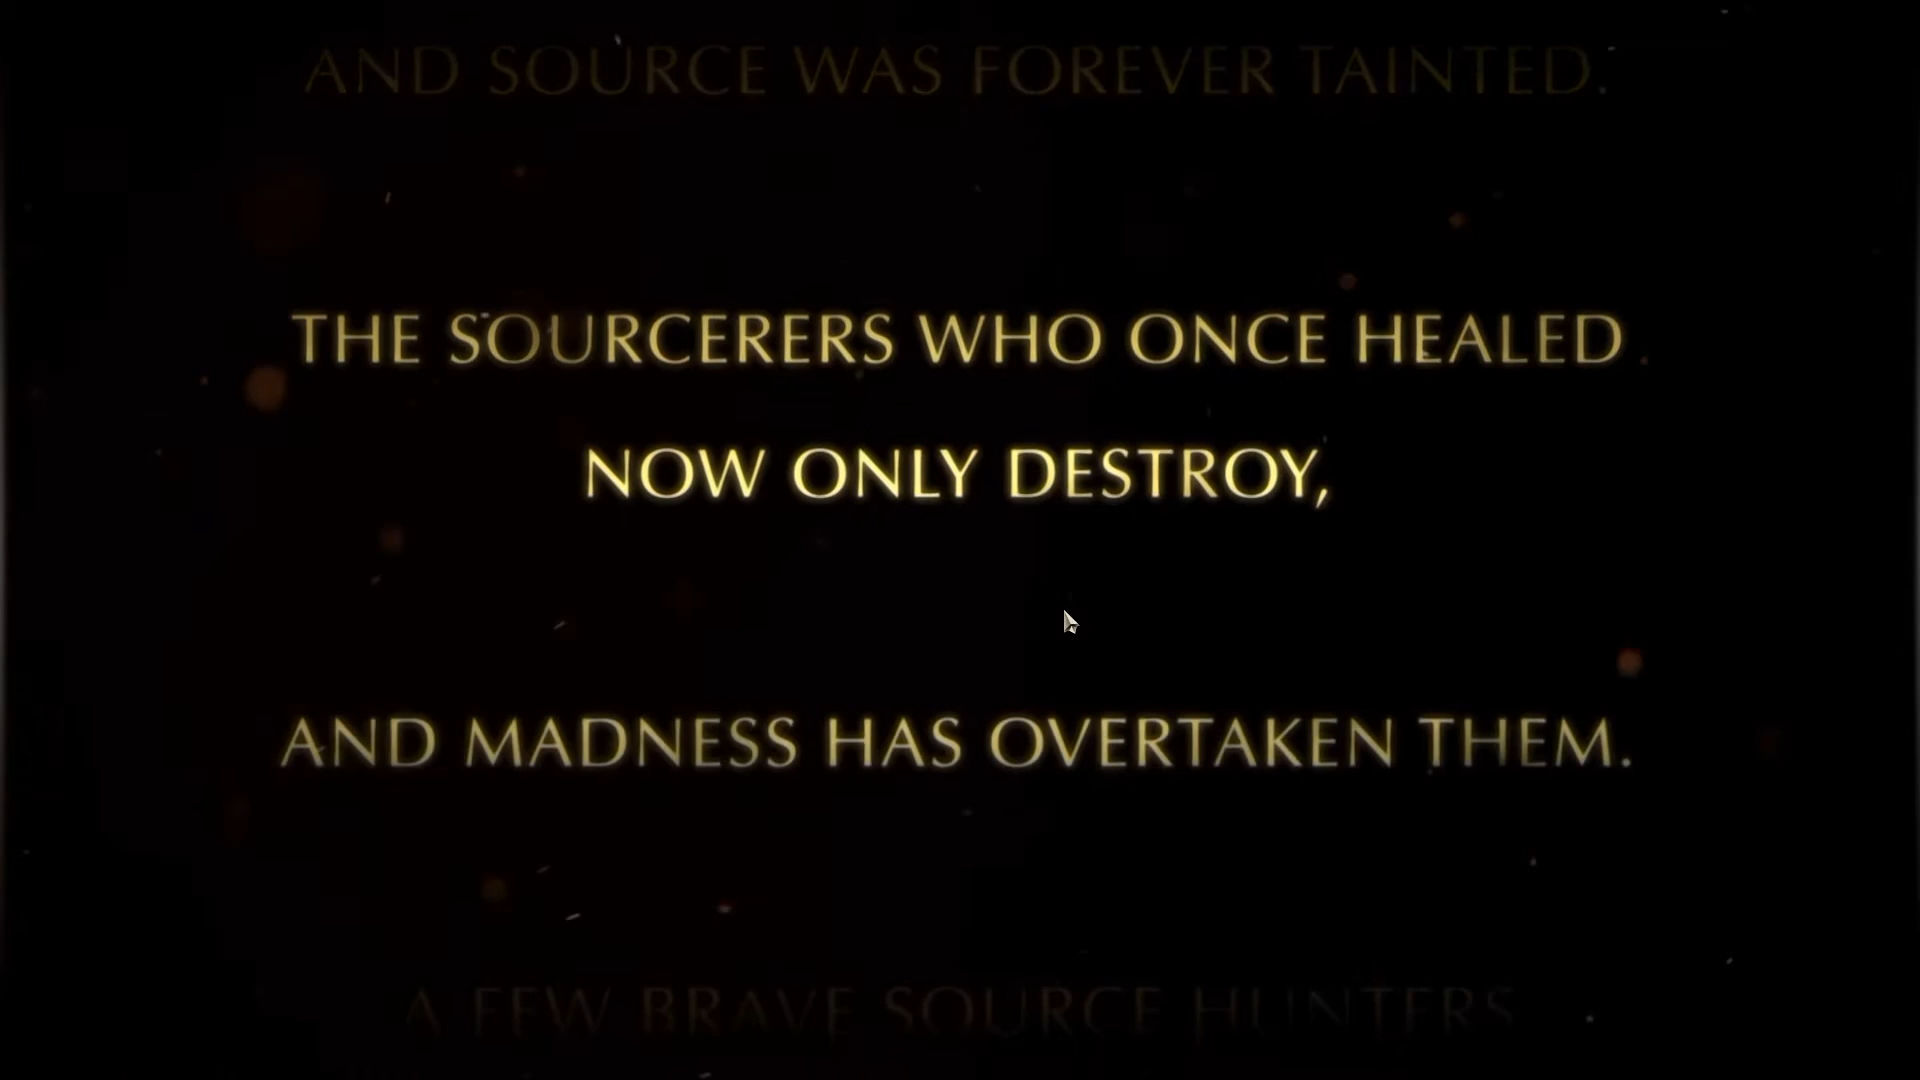 AND SOURCE WAS FOREVER TAINTED.
THE SOURCERERS WHO ONCE HEALED
NOW ONLY DESTROY,
AND MADNESS HAS OVERTAKEN THEM.
A FEW BRAVE SOURCE HUNTERS